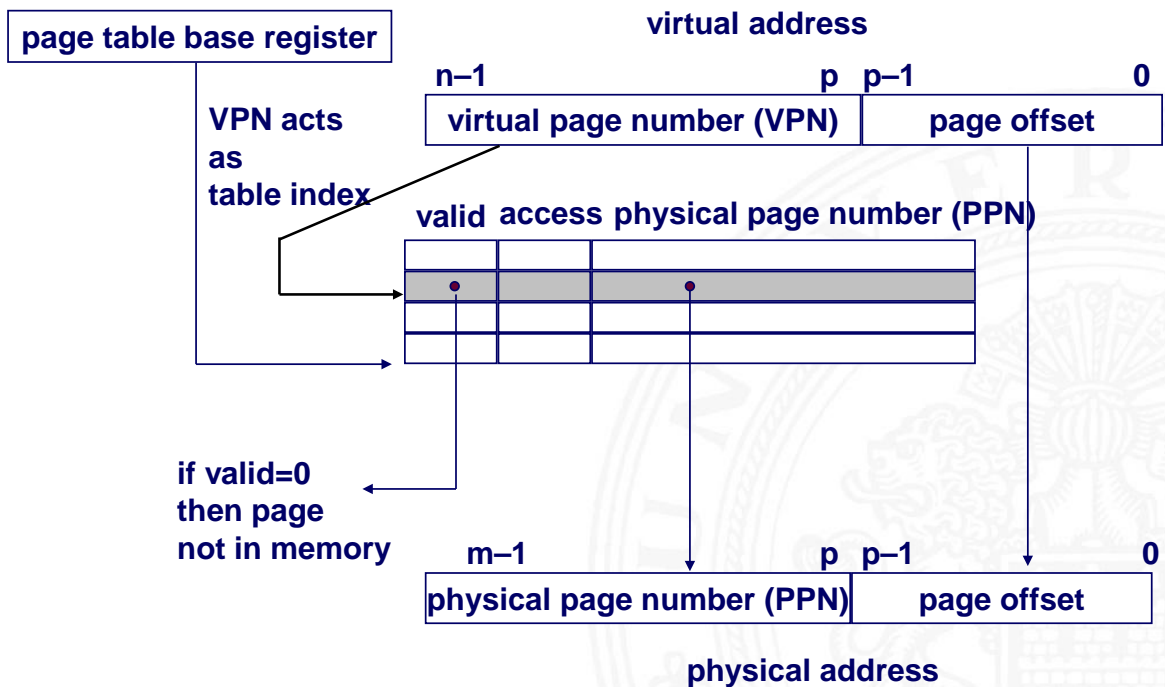 page table base register
virtual address
n–1 p p–1 0
VPN acts
as
table index
virtual page number (VPN) page offset
valid access physical page number (PPN)
if valid=0
then page
not in memory
m–1 p p–1 0
physical page number (PPN) page offset
physical address
UNIVER